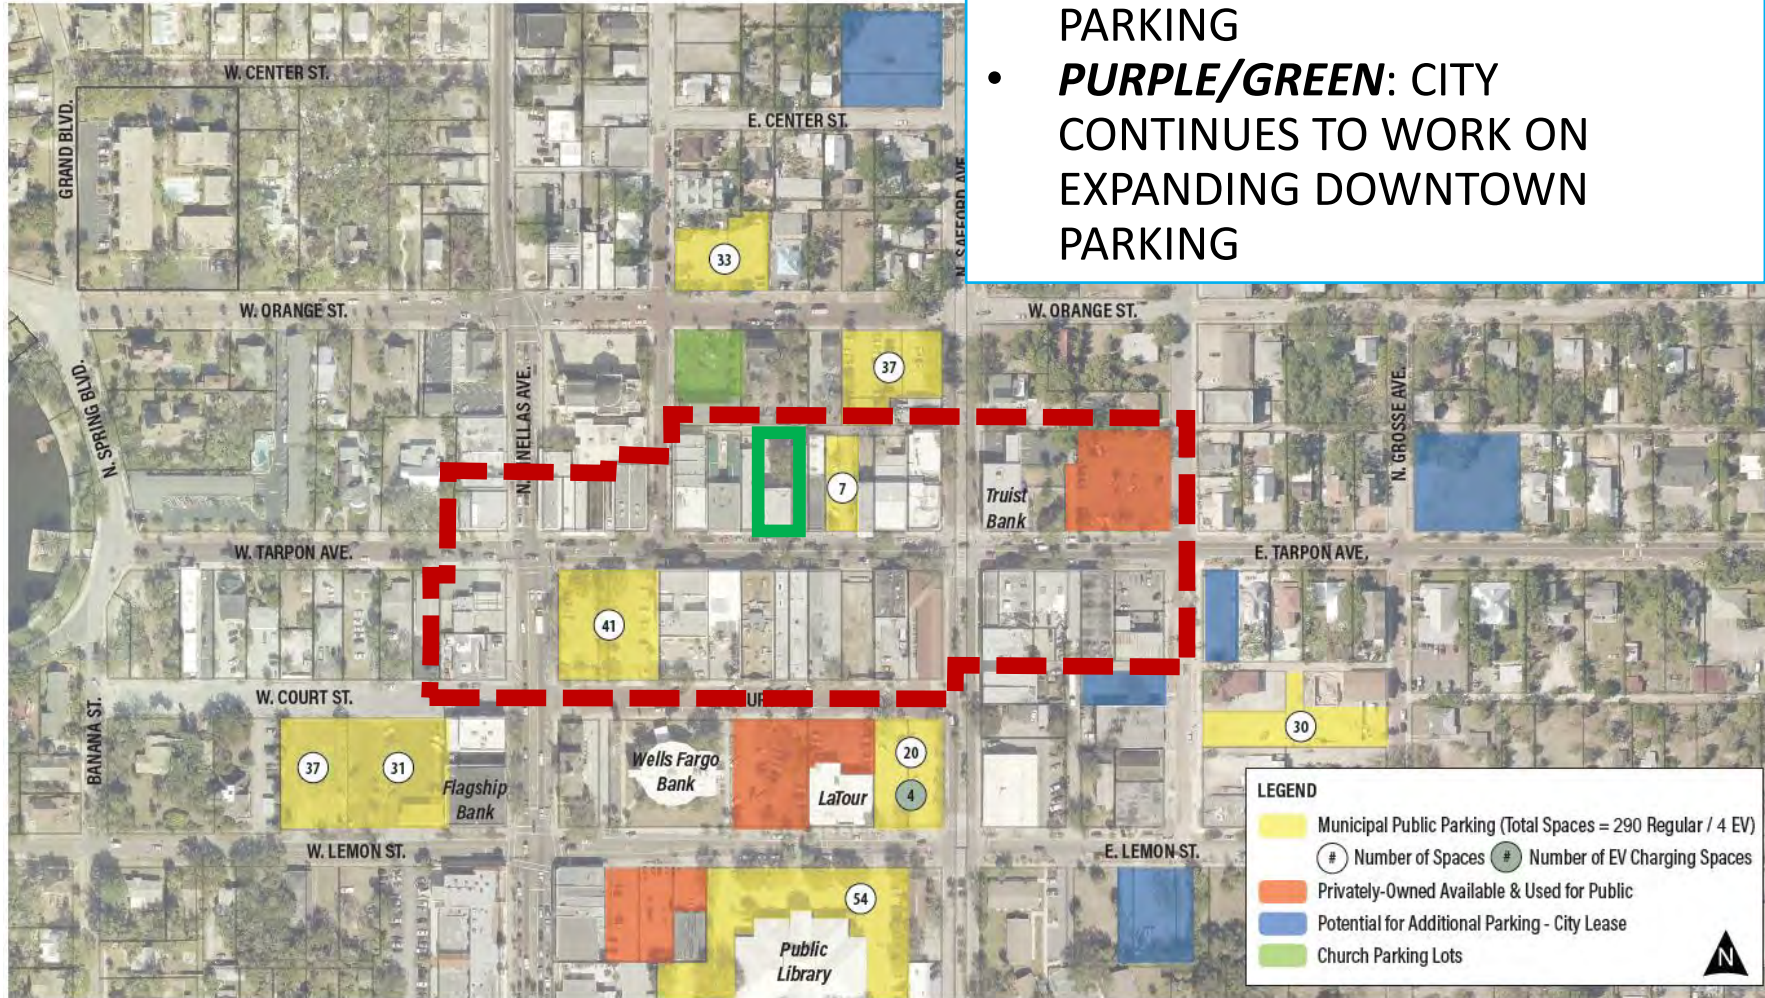 PARKING
• PURPLE/GREEN: CITY
CONTINUES TO WORK ON
EXPANDING DOWNTOWN
PARKING
W. CENTER ST.
E. CENTER ST.
GRAND BLVD.
N. SAFFORD AVE.
33
W. ORANGE ST.
W. ORANGE ST.
37
N. SPRING BLVD.
N. GROSSE AVE.
7
Truist
Bank
W. TARPON AVE.
E. TARPON AVE.
41
W. COURT ST.
BANANA ST.
30
37
31
Flagship
Bank
Wells Fargo
Bank
LaTour
20
4
W. LEMON ST.
E. LEMON ST.
54
Public
Library
LEGEND
Municipal Public Parking (Total Spaces = 290 Regular / 4 EV)
# Number of Spaces # Number of EV Charging Spaces
Privately-Owned Available & Used for Public
Potential for Additional Parking - City Lease
Church Parking Lots
N